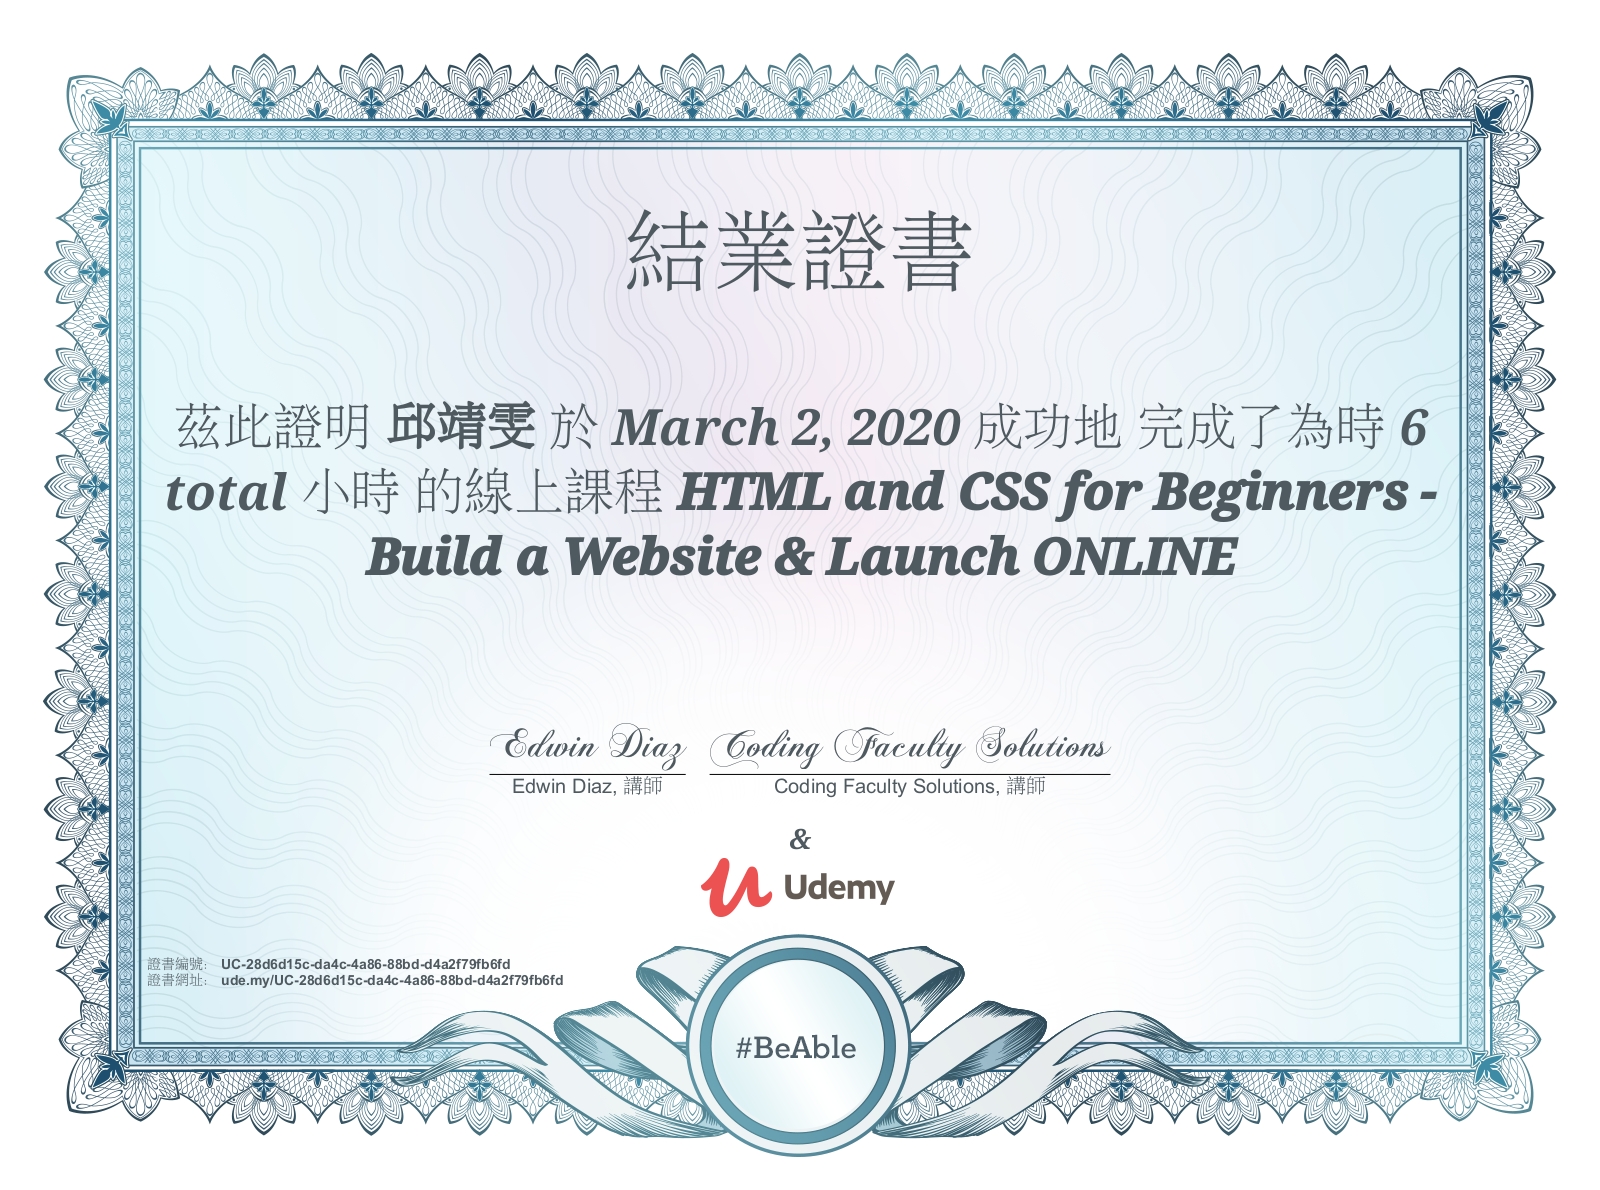 結業證書
茲此證明 邱靖雯 於 March 2, 2020 成功地 完成了為時 6
total 小時 的線上課程 HTML and CSS for Beginners -
Build a Website & Launch ONLINE
Edwin Diaz Coding Faculty Solutions
Edwin Diaz, 講師 Coding Faculty Solutions, 講師
&
Udemy
證書編號: UC-28d6d15c-da4c-4a86-88bd-d4a2f79fb6fd
證書網址: ude.my/UC-28d6d15c-da4c-4a86-88bd-d4a2f79fb6fd
#BeAble